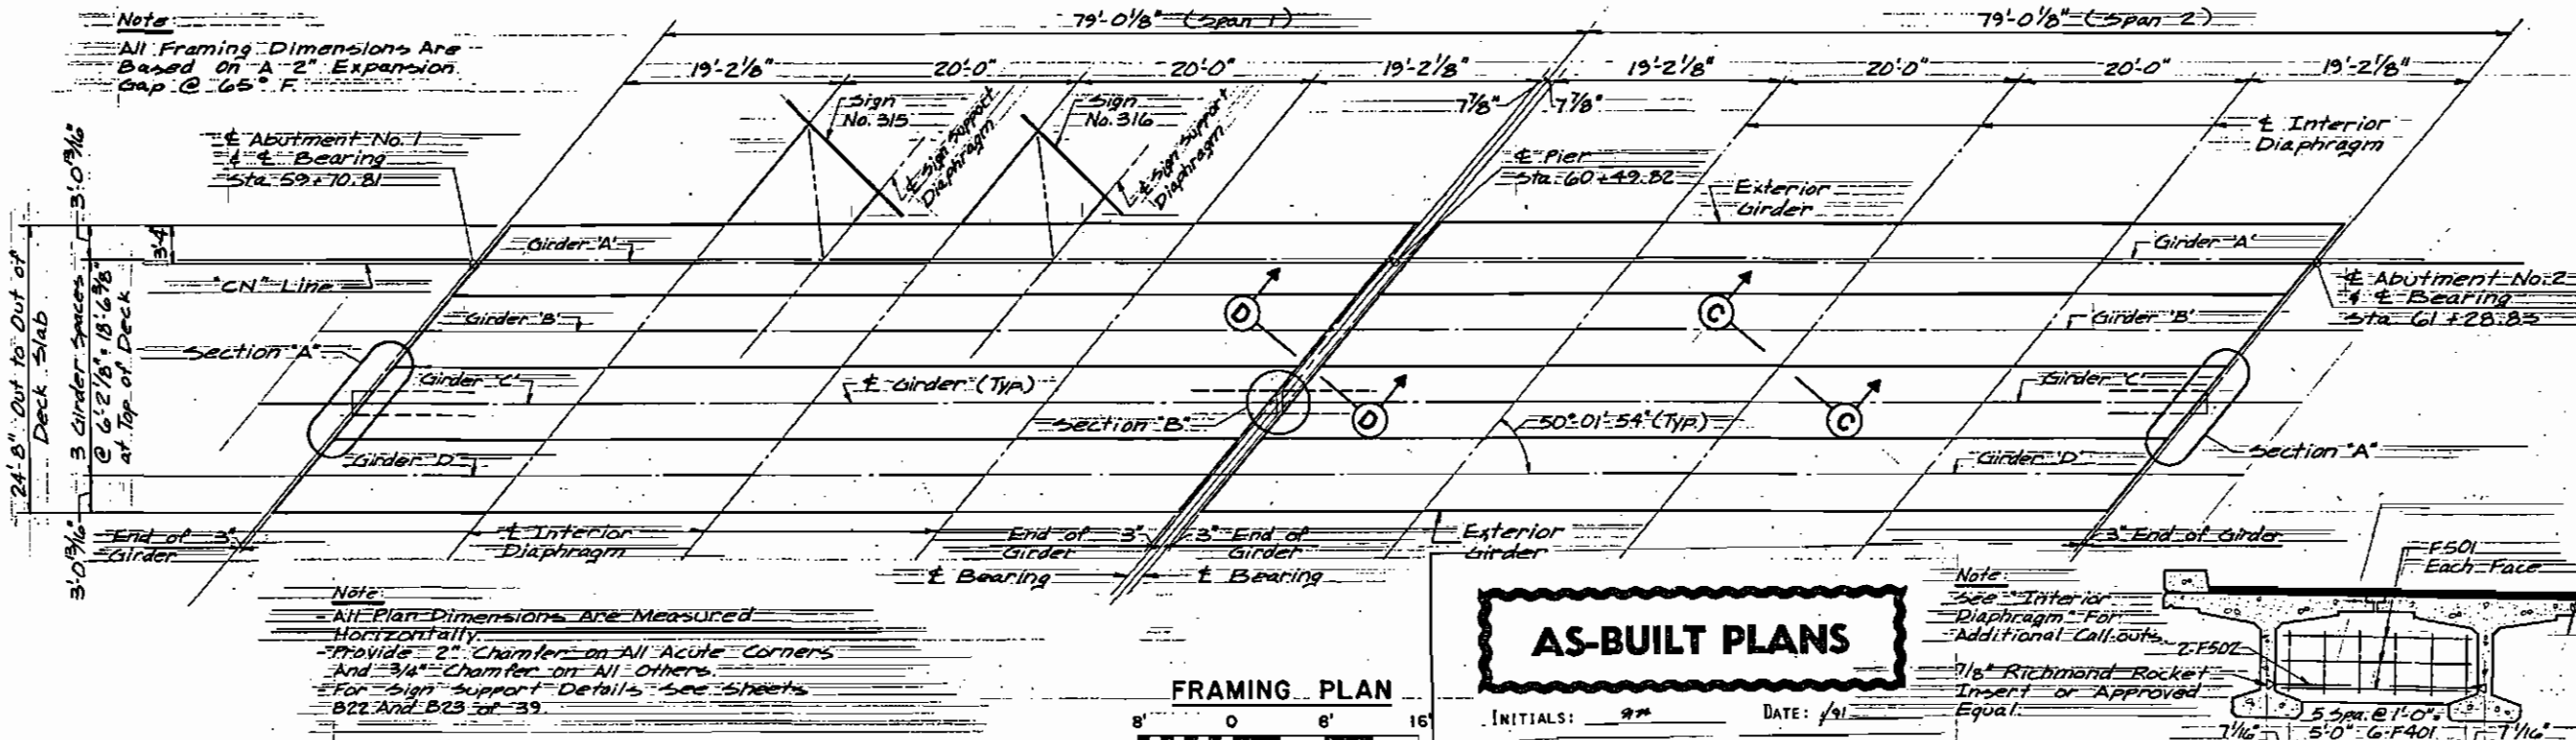 Note:
All Framing Dimensions Are
Based On A 2" Expansion
Gap @ 65° F.
79'-0 1/8" (Span 1)
79'-0 1/8" (Span 2)
19'-2 1/8"
20'-0"
20'-0"
19'-2 1/8"
19'-2 1/8"
20'-0"
20'-0"
19'-2 1/8"
7 7/8"
7 7/8"
Sign
No. 315
℄ Sign Support
Diaphragm
Sign
No. 316
℄ Sign Support
Diaphragm
℄ Interior
Diaphragm
℄ Abutment No. 1
& ℄ Bearing
Sta. 59+70.81
℄ Pier
Sta. 60+49.82
Exterior
Girder
3'-0 13/16"
3'-4"
24'-8" Out to Out of
Deck Slab
3 Girder Spaces
@ 6'-2 1/8" = 18'-6 3/8"
at Top of Deck
3'-0 13/16"
Girder 'A'
Girder 'A'
"CN" Line
℄ Abutment No. 2
& ℄ Bearing
Sta. 61+28.83
Girder 'B'
Girder 'B'
D
C
Section "A"
Girder 'C'
℄ Girder (Typ.)
Section "B"
D
50°-01'-54" (Typ.)
C
Girder 'C'
Section "A"
Girder 'D'
Girder 'D'
End of
Girder
3"
℄ Interior
Diaphragm
End of
Girder
3"
3"
End of
Girder
Exterior
Girder
3"
End of Girder
℄ Bearing
℄ Bearing
Note:
- All Plan Dimensions Are Measured
Horizontally.
- Provide 2" Chamfer on All Acute Corners
And 3/4" Chamfer on All Others.
- For Sign Support Details See Sheets
B22 And B23 of 39.
FRAMING PLAN
8' 0 8' 16'
AS-BUILT PLANS
INITIALS:
DATE: 1/91
Note:
See "Interior
Diaphragm" For
Additional Callouts.
F501
Each Face
2-F502
7/8" Richmond Rocket
Insert or Approved
Equal.
5 Spa. @ 1'-0" =
5'-0" 6-F401
7 1/16"
7 1/16"